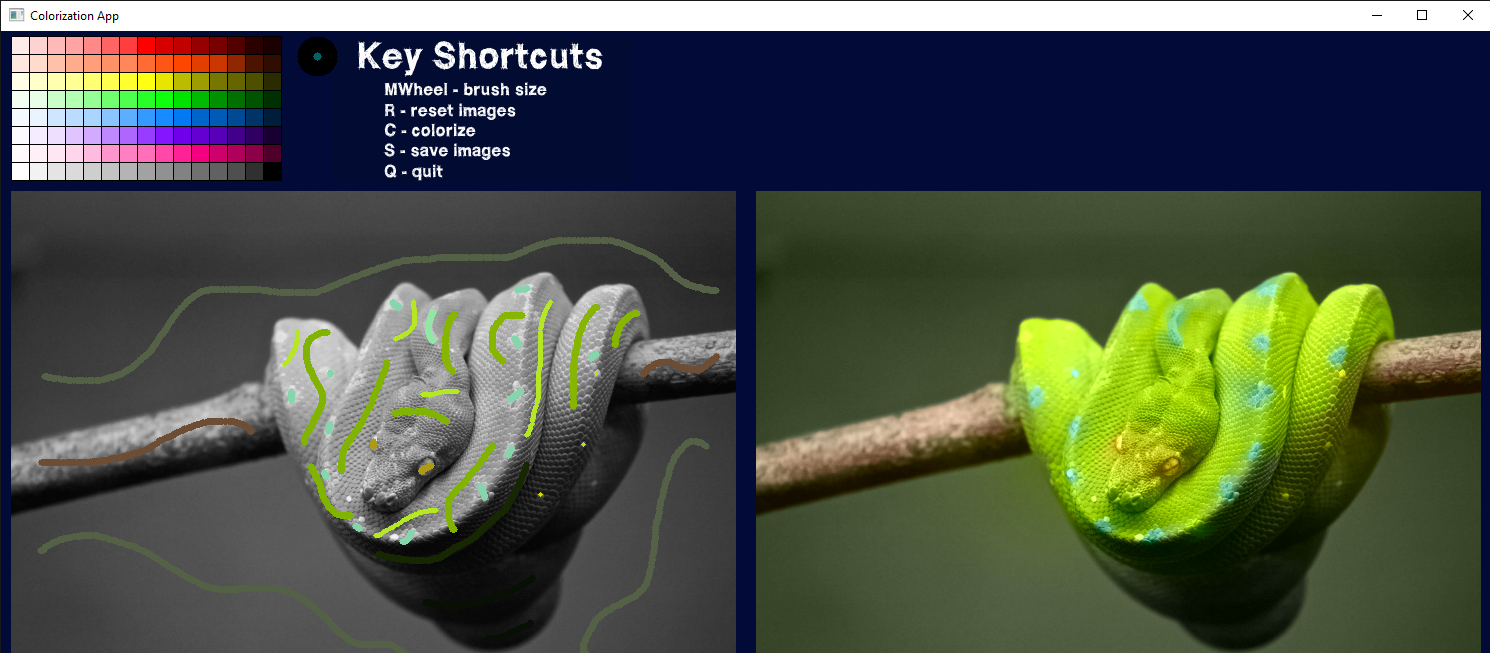 Colorization App
Key Shortcuts
MWheel - brush size
R - reset images
C - colorize
S - save images
Q - quit